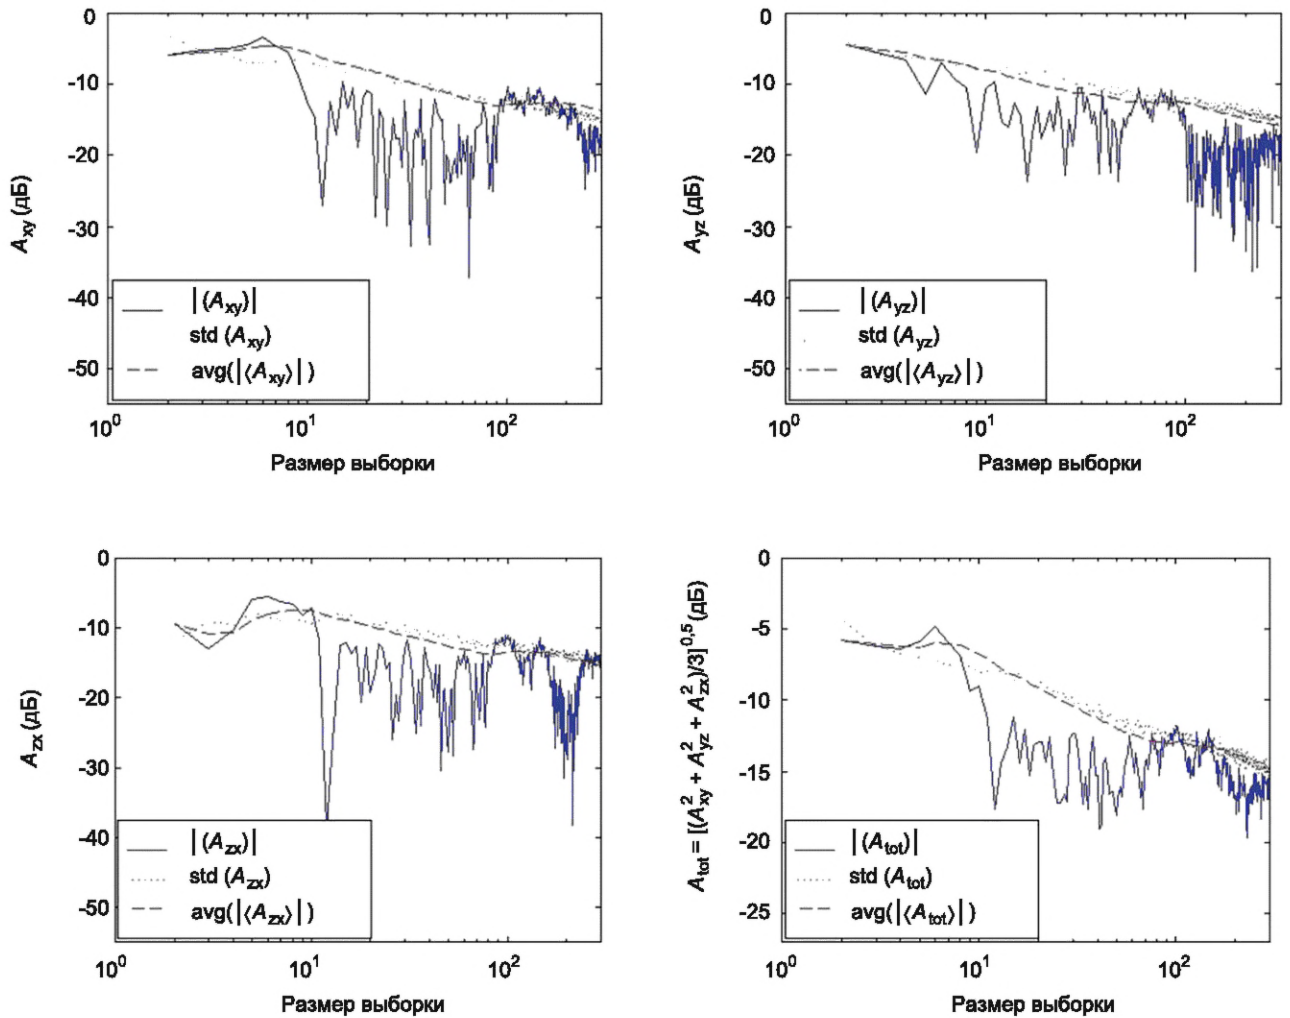 0
-10
-20
-30
-40
-50
A_xy (дБ)
|(A_xy)|
std (A_xy)
avg(|⟨A_xy⟩|)
10^0
10^1
10^2
Размер выборки
0
-10
-20
-30
-40
-50
A_yz (дБ)
|(A_yz)|
std (A_yz)
avg(|⟨A_yz⟩|)
10^0
10^1
10^2
Размер выборки
0
-10
-20
-30
-40
-50
A_zx (дБ)
|(A_zx)|
std (A_zx)
avg(|⟨A_zx⟩|)
10^0
10^1
10^2
Размер выборки
0
-5
-10
-15
-20
-25
A_tot = [(A_xy^2 + A_yz^2 + A_zx^2)/3]^0,5 (дБ)
|(A_tot)|
std (A_tot)
avg(|⟨A_tot⟩|)
10^0
10^1
10^2
Размер выборки